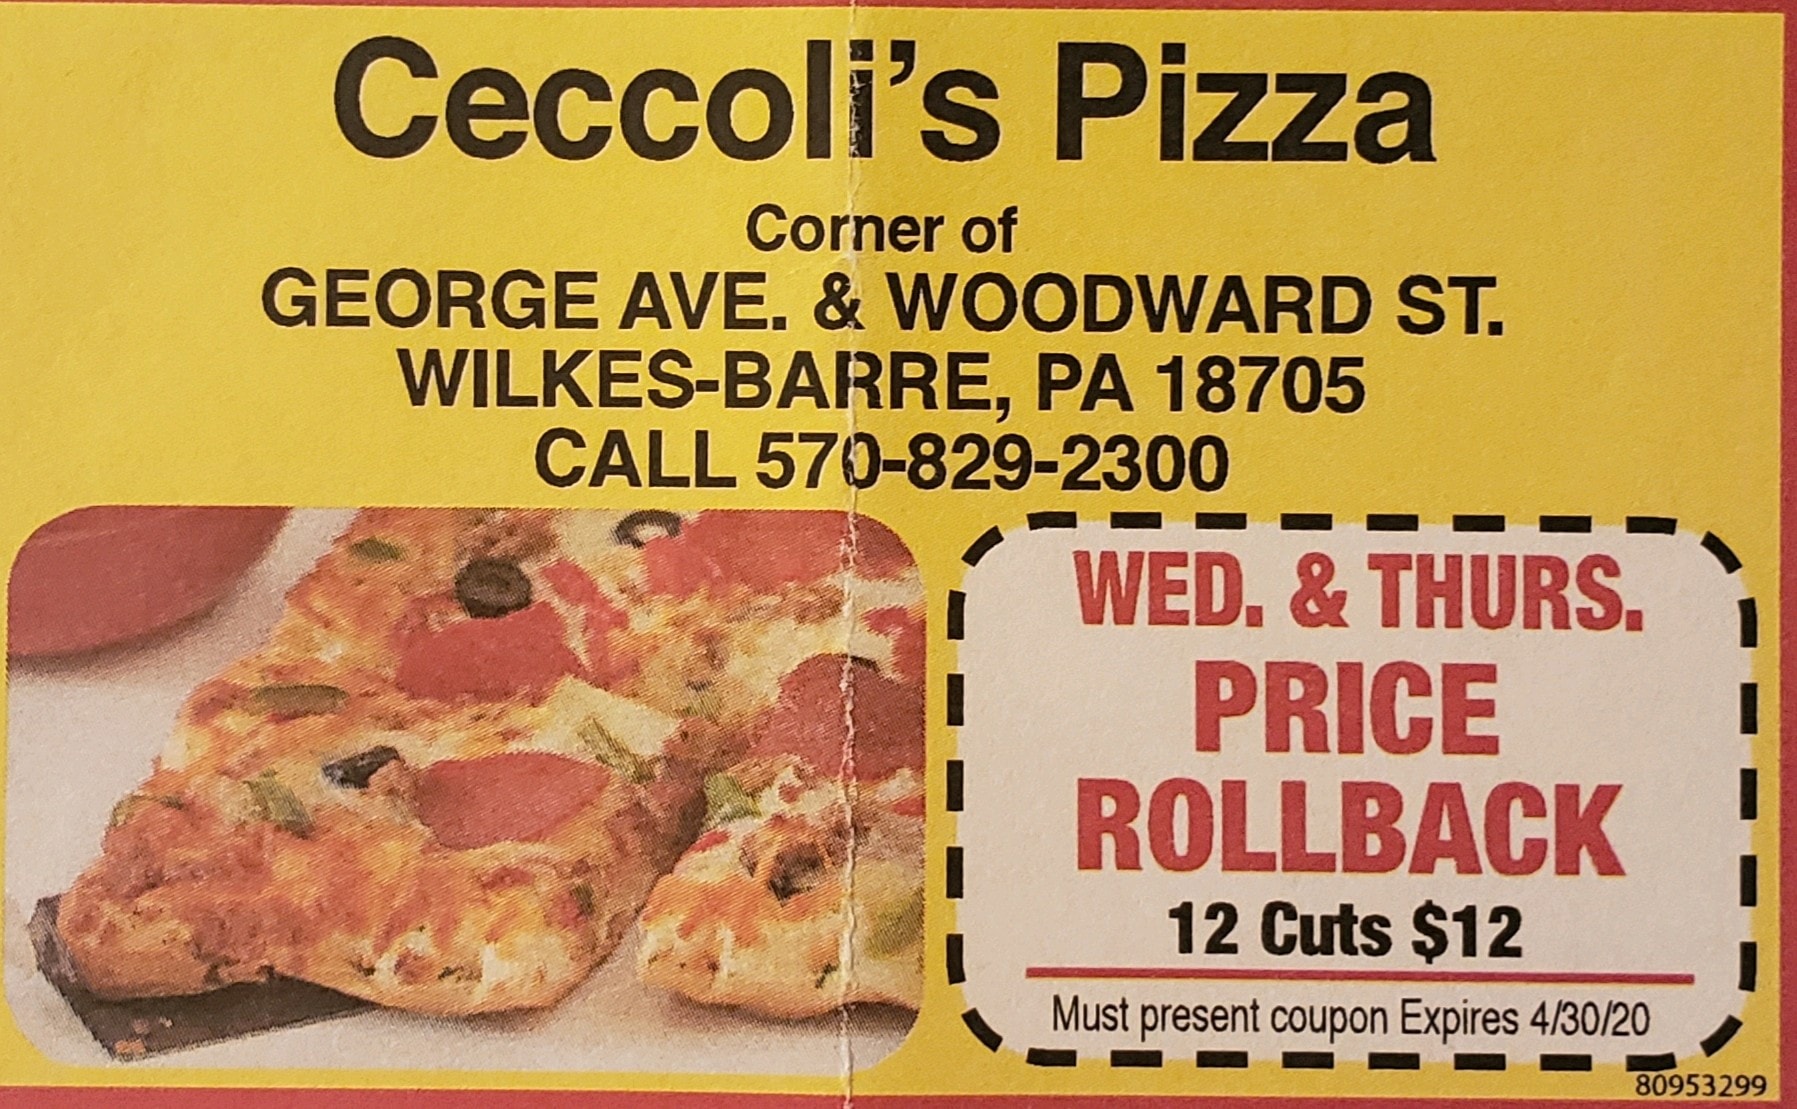 Ceccoli's Pizza
Corner of
GEORGE AVE. & WOODWARD ST.
WILKES-BARRE, PA 18705
CALL 570-829-2300
WED. & THURS.
PRICE
ROLLBACK
12 Cuts $12
Must present coupon Expires 4/30/20
80953299